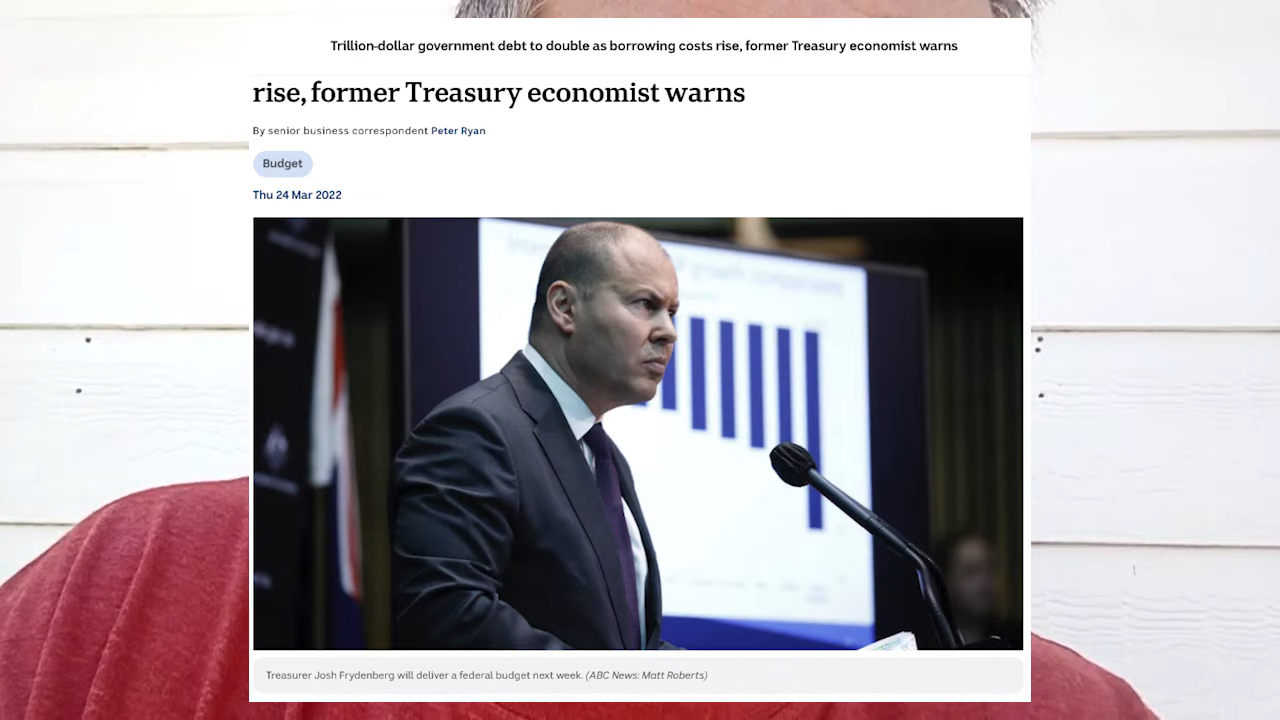 Trillion-dollar government debt to double as borrowing costs rise, former Treasury economist warns
rise, former Treasury economist warns
By senior business correspondent Peter Ryan
Budget
Thu 24 Mar 2022
Treasurer Josh Frydenberg will deliver a federal budget next week. (ABC News: Matt Roberts)